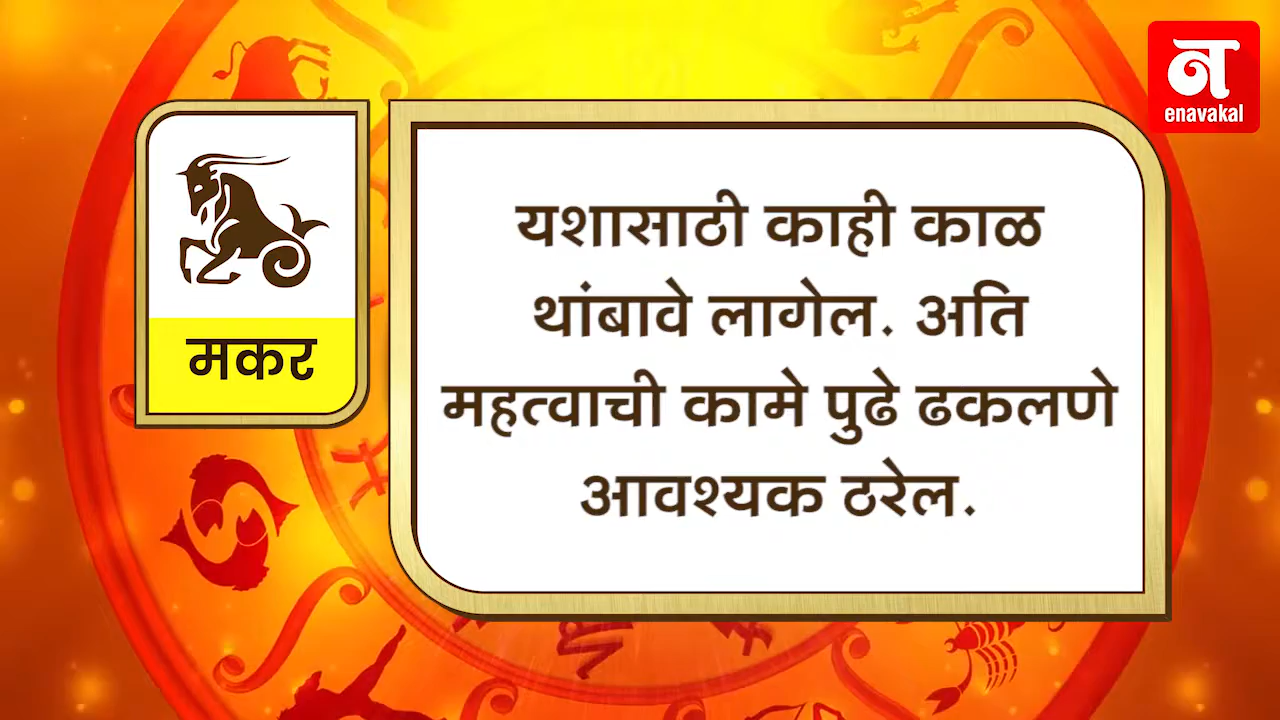 न
enavakal
मकर
यशासाठी काही काळ
थांबावे लागेल. अति
महत्वाची कामे पुढे ढकलणे
आवश्यक ठरेल.